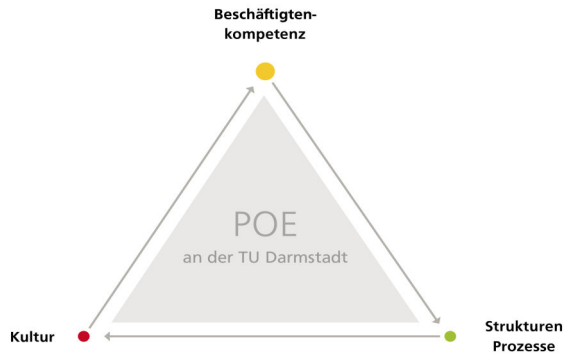 Beschäftigten-
kompetenz
POE
an der TU Darmstadt
Kultur
Strukturen
Prozesse